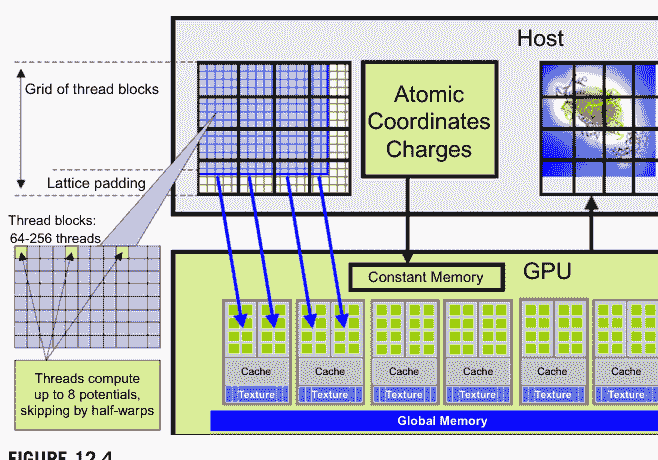 Host
Grid of thread blocks
Atomic
Coordinates
Charges
Lattice padding
Thread blocks:
64-256 threads
Constant Memory
GPU
Threads compute
up to 8 potentials,
skipping by half-warps
Cache
Cache
Cache
Cache
Cache
Cache
Texture
Texture
Texture
Texture
Texture
Texture
Global Memory
FIGURE 12.4